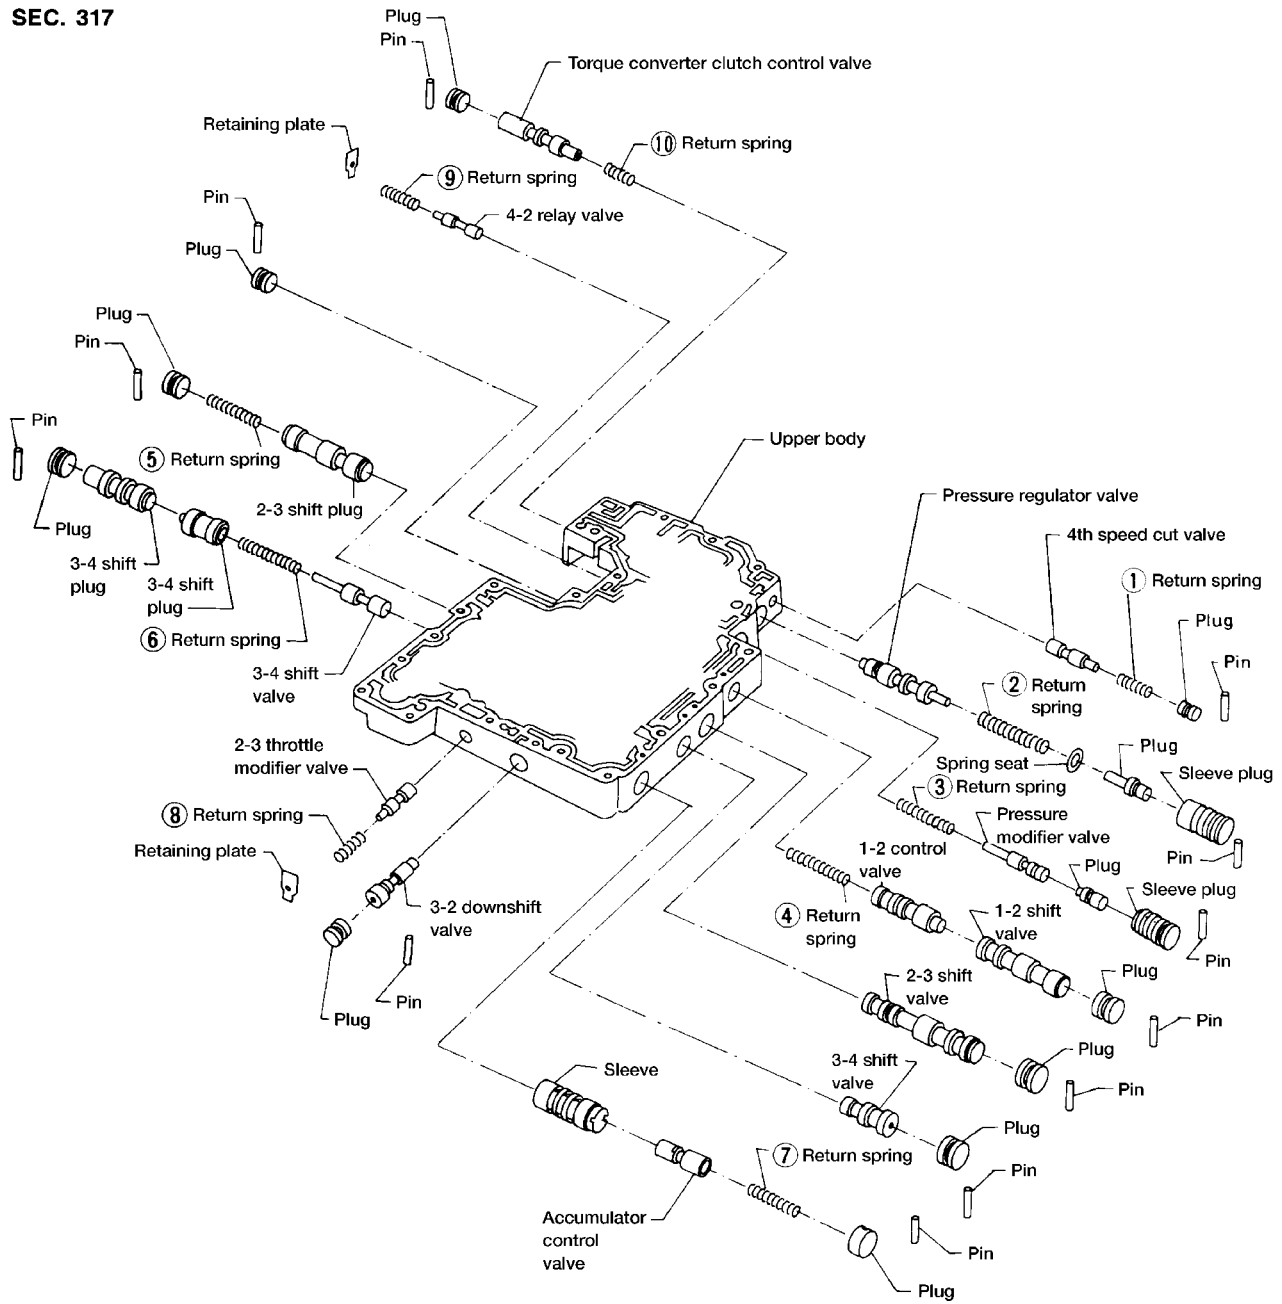 SEC. 317
Plug
Pin
Torque converter clutch control valve
Retaining plate
⑩ Return spring
⑨ Return spring
Pin
4-2 relay valve
Plug
Plug
Pin
Pin
⑤ Return spring
Upper body
2-3 shift plug
Pressure regulator valve
Plug
4th speed cut valve
3-4 shift
plug
3-4 shift
plug
① Return spring
Plug
⑥ Return spring
Pin
3-4 shift
valve
② Return
spring
2-3 throttle
modifier valve
Plug
Spring seat
Sleeve plug
③ Return spring
⑧ Return spring
Pressure
modifier valve
Retaining plate
1-2 control
valve
Pin
Plug
Sleeve plug
3-2 downshift
valve
④ Return
spring
1-2 shift
valve
Pin
Plug
2-3 shift
valve
Pin
Plug
Pin
Plug
3-4 shift
valve
Sleeve
Pin
Plug
⑦ Return spring
Pin
Accumulator
control
valve
Pin
Plug